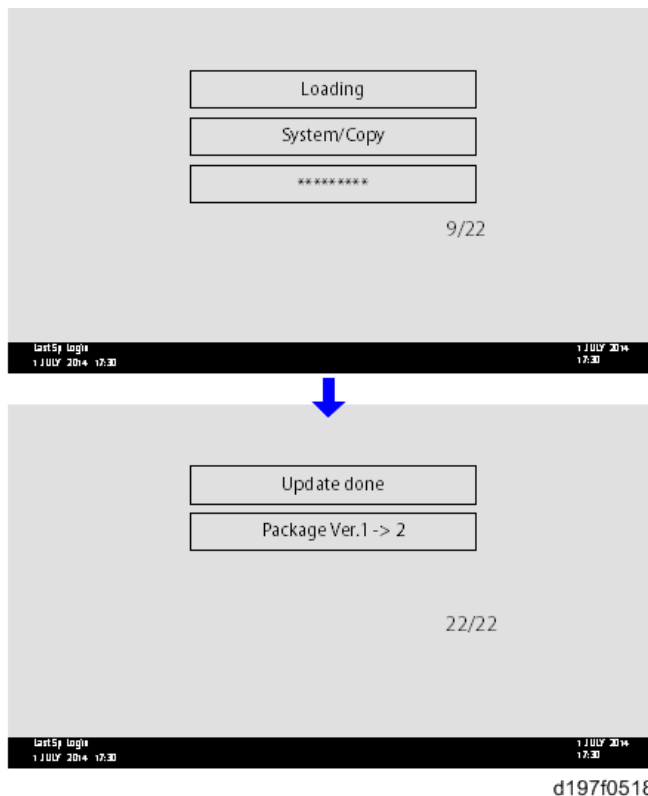 Loading
System/Copy
*********
9/22
Last Sp Login
1 JULY 2014 17:30
1 JULY 2014
17:30
Update done
Package Ver.1 -> 2
22/22
Last Sp Login
1 JULY 2014 17:30
1 JULY 2014
17:30
d197f0518